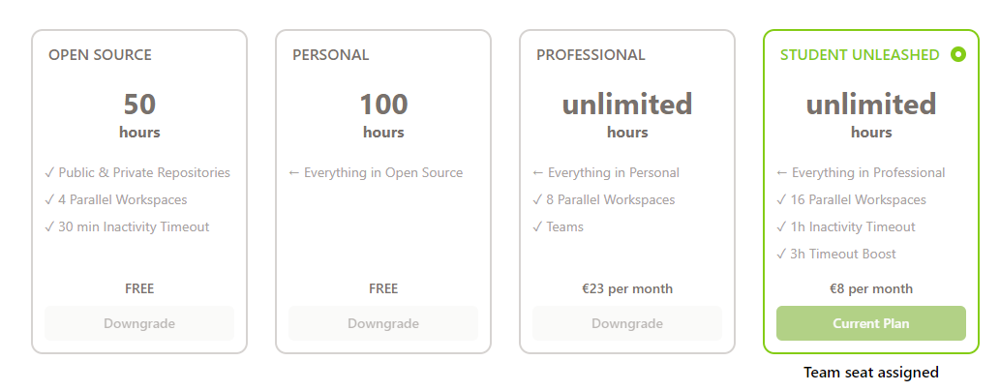 OPEN SOURCE
50
hours
✓ Public & Private Repositories
✓ 4 Parallel Workspaces
✓ 30 min Inactivity Timeout
FREE
Downgrade
PERSONAL
100
hours
← Everything in Open Source
FREE
Downgrade
PROFESSIONAL
unlimited
hours
← Everything in Personal
✓ 8 Parallel Workspaces
✓ Teams
€23 per month
Downgrade
STUDENT UNLEASHED
unlimited
hours
← Everything in Professional
✓ 16 Parallel Workspaces
✓ 1h Inactivity Timeout
✓ 3h Timeout Boost
€8 per month
Current Plan
Team seat assigned